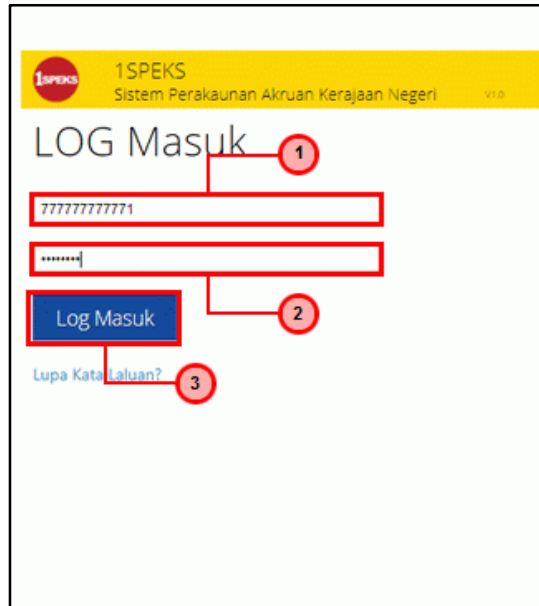 1SPEKS
1SPEKS
Sistem Perakaunan Akruan Kerajaan Negeri V1.0
LOG Masuk
1
777777777771
••••••••
2
Log Masuk
Lupa Kata Laluan?
3